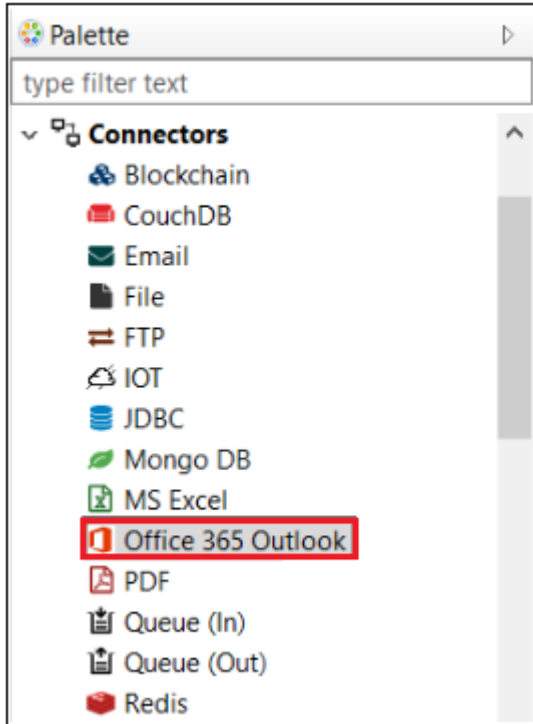 Palette
type filter text
Connectors
Blockchain
CouchDB
Email
File
FTP
IOT
JDBC
Mongo DB
MS Excel
Office 365 Outlook
PDF
Queue (In)
Queue (Out)
Redis